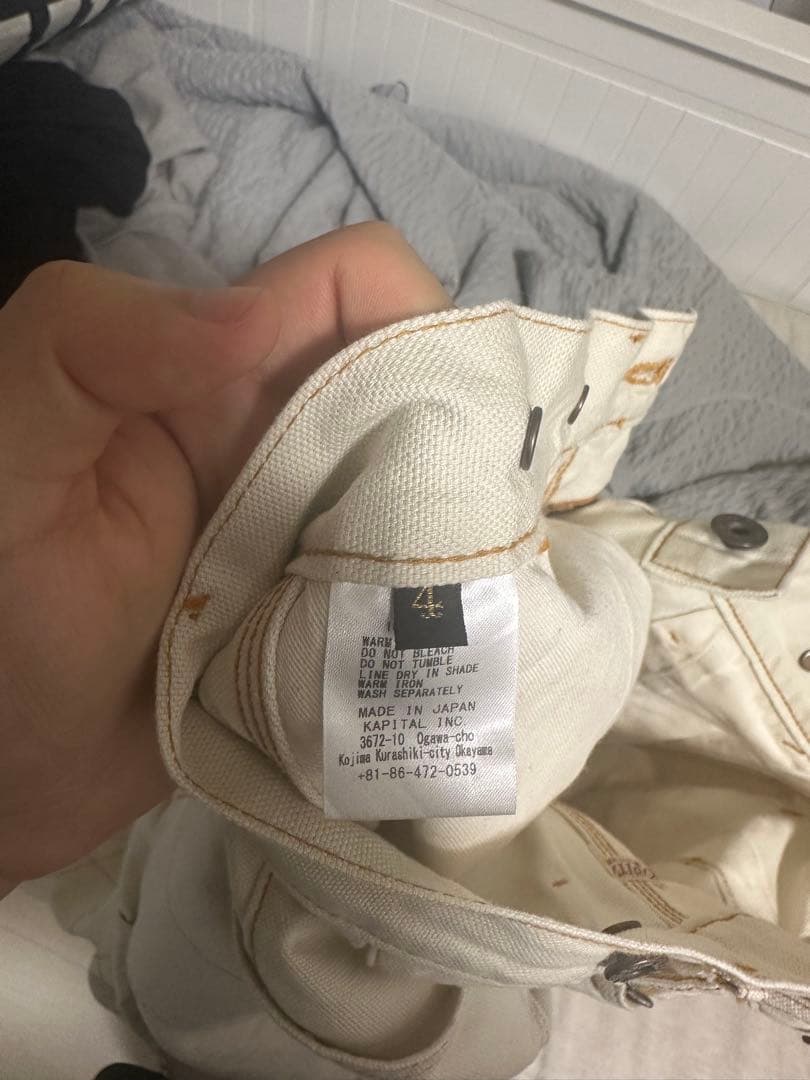 4
WARM
DO NOT BLEACH
DO NOT TUMBLE
LINE DRY IN SHADE
WARM IRON
WASH SEPARATELY
MADE IN JAPAN
KAPITAL INC.
3672-10 Ogawa-cho
Kojima Kurashiki-city Okayama
+81-86-472-0539